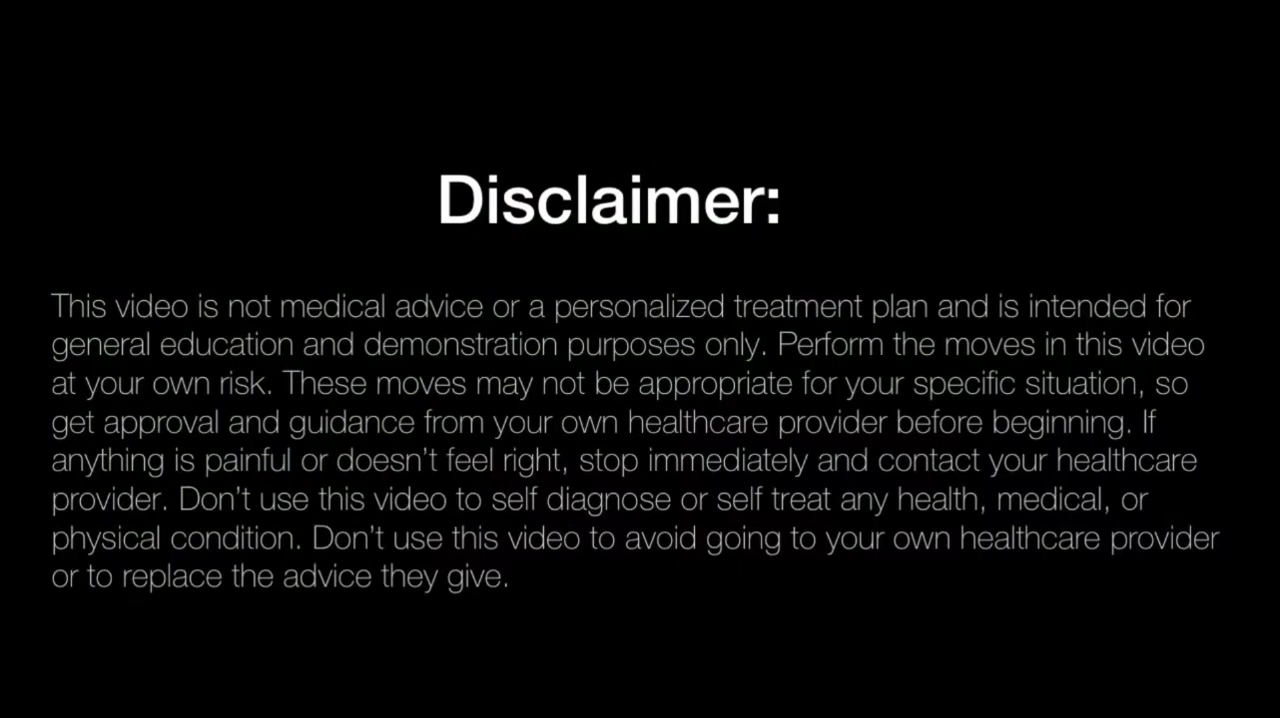 Disclaimer:
This video is not medical advice or a personalized treatment plan and is intended for
general education and demonstration purposes only. Perform the moves in this video
at your own risk. These moves may not be appropriate for your specific situation, so
get approval and guidance from your own healthcare provider before beginning. If
anything is painful or doesn’t feel right, stop immediately and contact your healthcare
provider. Don’t use this video to self diagnose or self treat any health, medical, or
physical condition. Don’t use this video to avoid going to your own healthcare provider
or to replace the advice they give.